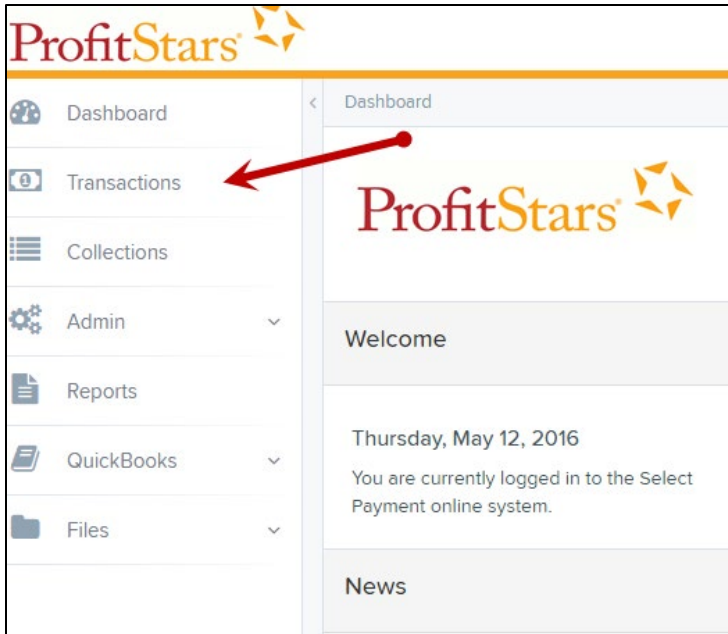 ProfitStars®
Dashboard
Transactions
Collections
Admin
Reports
QuickBooks
Files
Dashboard
ProfitStars®
Welcome
Thursday, May 12, 2016
You are currently logged in to the Select
Payment online system.
News